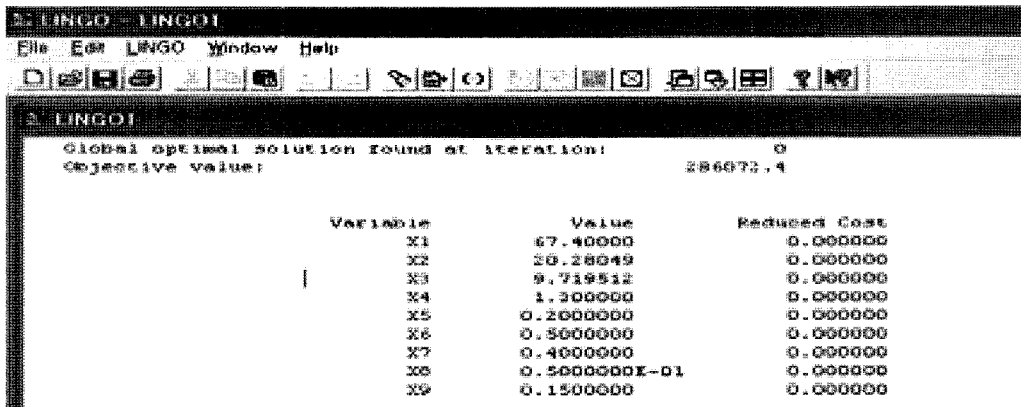 LINGO - LINGO1
File Edit LINGO Window Help
LINGO1
Global optimal solution found at iteration: 0
Objective value: 286072.4
Variable Value Reduced Cost
X1 67.40000 0.000000
X2 20.28049 0.000000
X3 9.719512 0.000000
X4 1.300000 0.000000
X5 0.2000000 0.000000
X6 0.5000000 0.000000
X7 0.4000000 0.000000
X8 0.5000000E-01 0.000000
X9 0.1500000 0.000000